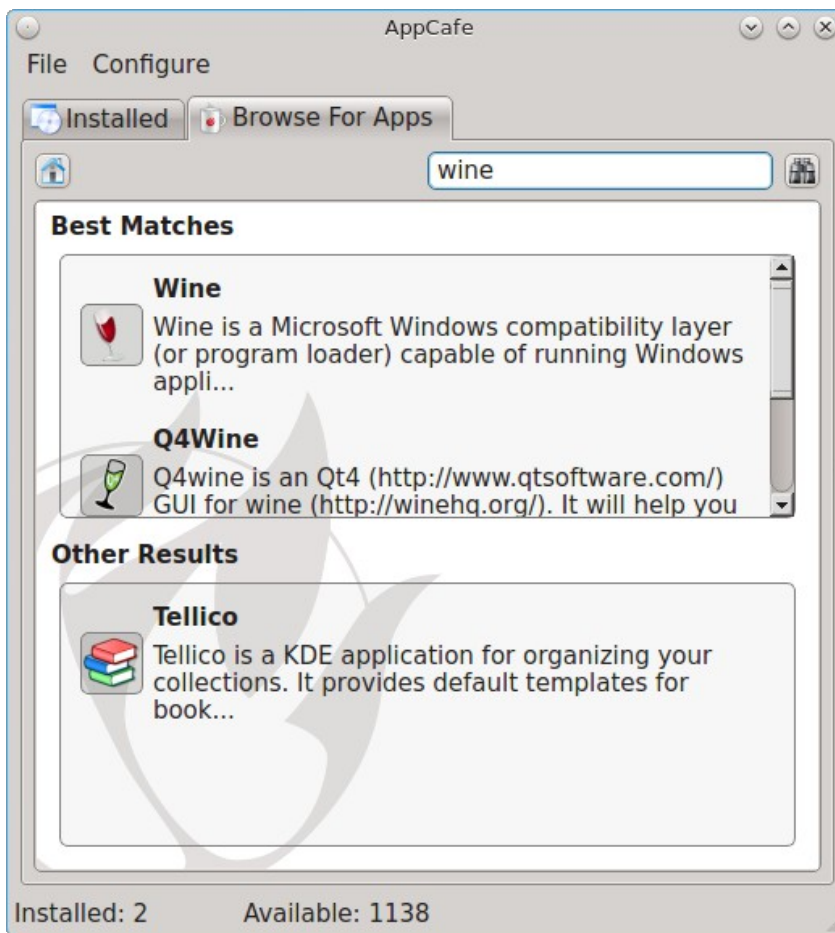 AppCafe
File Configure
Installed Browse For Apps
wine
Best Matches
Wine
Wine is a Microsoft Windows compatibility layer
(or program loader) capable of running Windows
appli...
Q4Wine
Q4wine is an Qt4 (http://www.qtsoftware.com/)
GUI for wine (http://winehq.org/). It will help you
Other Results
Tellico
Tellico is a KDE application for organizing your
collections. It provides default templates for
book...
Installed: 2 Available: 1138